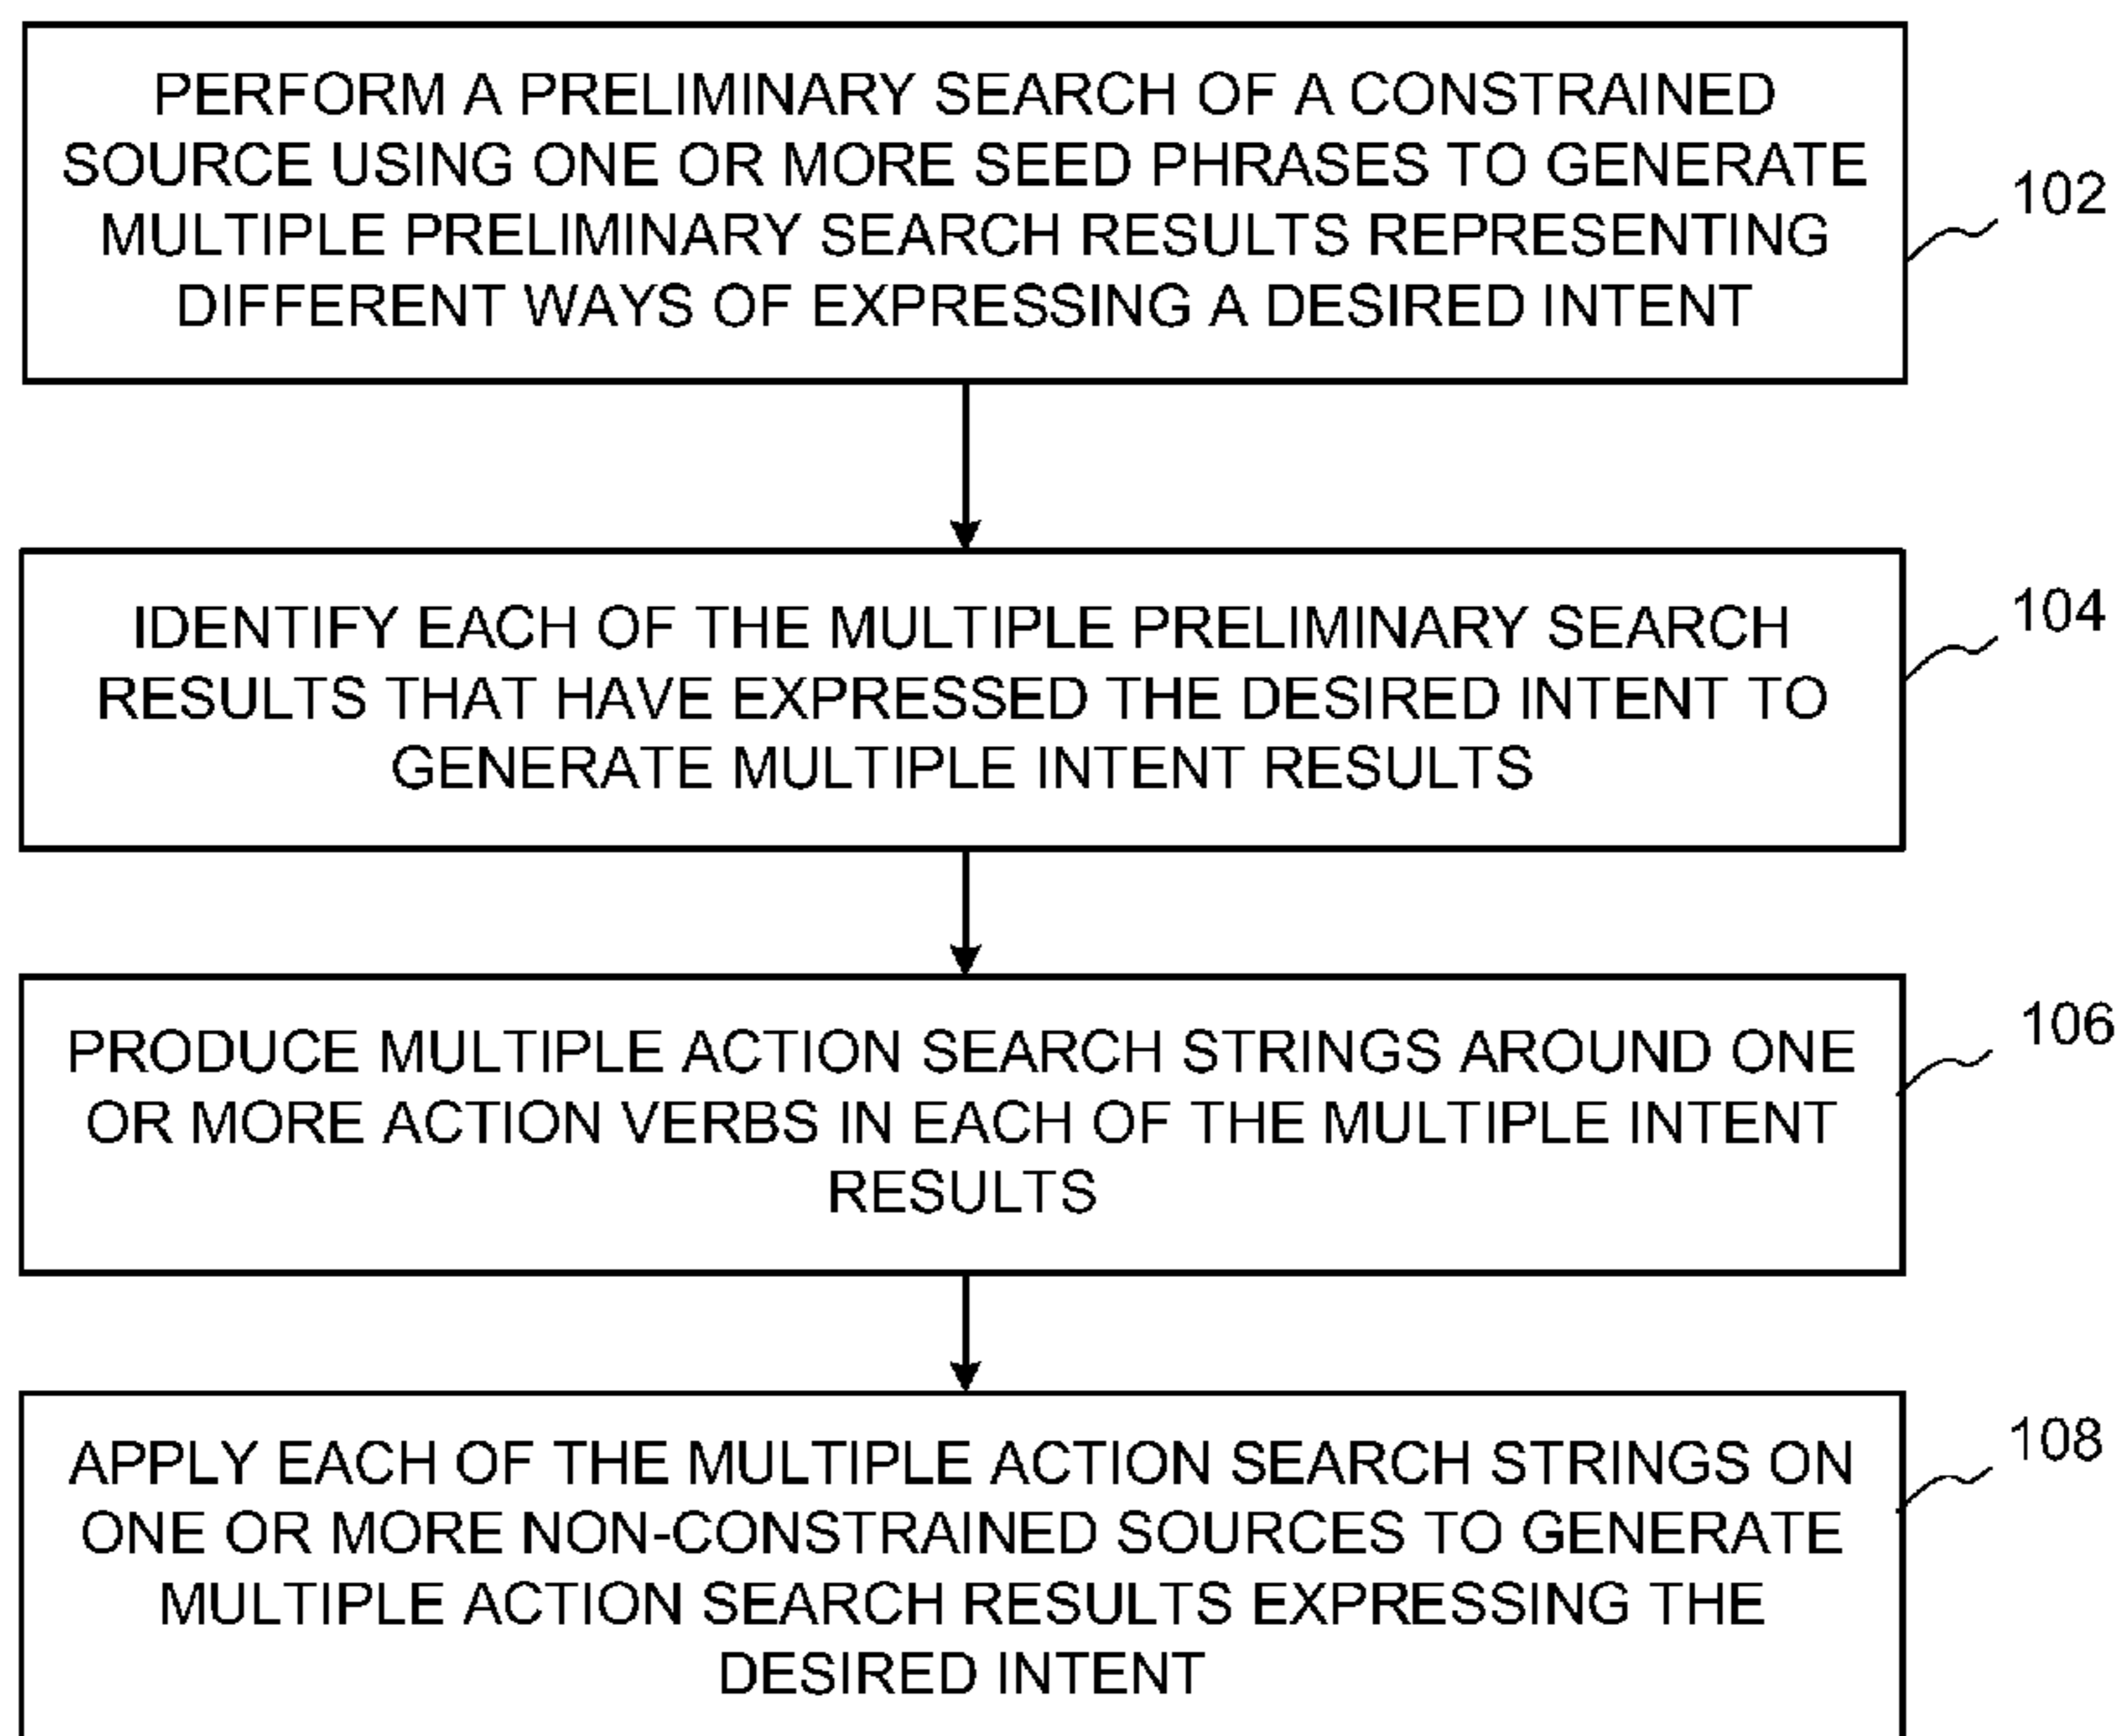 PERFORM A PRELIMINARY SEARCH OF A CONSTRAINED
SOURCE USING ONE OR MORE SEED PHRASES TO GENERATE
MULTIPLE PRELIMINARY SEARCH RESULTS REPRESENTING
DIFFERENT WAYS OF EXPRESSING A DESIRED INTENT
102
IDENTIFY EACH OF THE MULTIPLE PRELIMINARY SEARCH
RESULTS THAT HAVE EXPRESSED THE DESIRED INTENT TO
GENERATE MULTIPLE INTENT RESULTS
104
PRODUCE MULTIPLE ACTION SEARCH STRINGS AROUND ONE
OR MORE ACTION VERBS IN EACH OF THE MULTIPLE INTENT
RESULTS
106
APPLY EACH OF THE MULTIPLE ACTION SEARCH STRINGS ON
ONE OR MORE NON-CONSTRAINED SOURCES TO GENERATE
MULTIPLE ACTION SEARCH RESULTS EXPRESSING THE
DESIRED INTENT
108